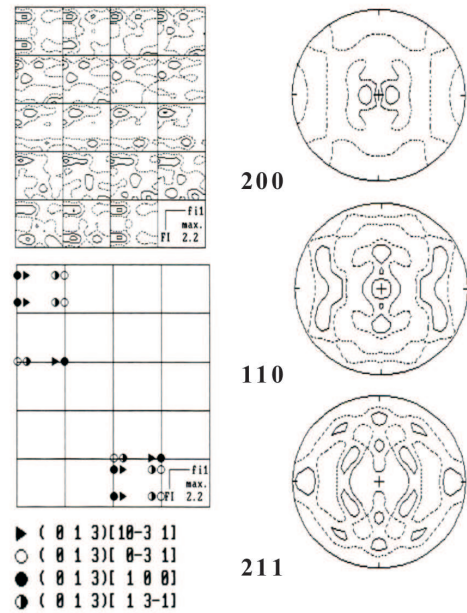 fi1
max.
FI 2.2
fi1
max.
FI 2.2
( 0 1 3)[10-3 1]
( 0 1 3)[ 0-3 1]
( 0 1 3)[ 1 0 0]
( 0 1 3)[ 1 3-1]
200
110
211